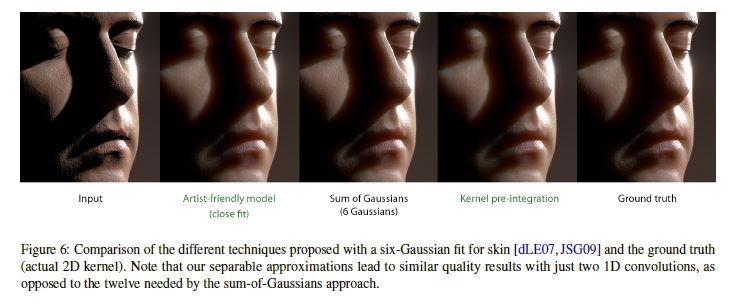 Input
Artist-friendly model
(close fit)
Sum of Gaussians
(6 Gaussians)
Kernel pre-integration
Ground truth
Figure 6: Comparison of the different techniques proposed with a six-Gaussian fit for skin [dLE07, JSG09] and the ground truth
(actual 2D kernel). Note that our separable approximations lead to similar quality results with just two 1D convolutions, as
opposed to the twelve needed by the sum-of-Gaussians approach.